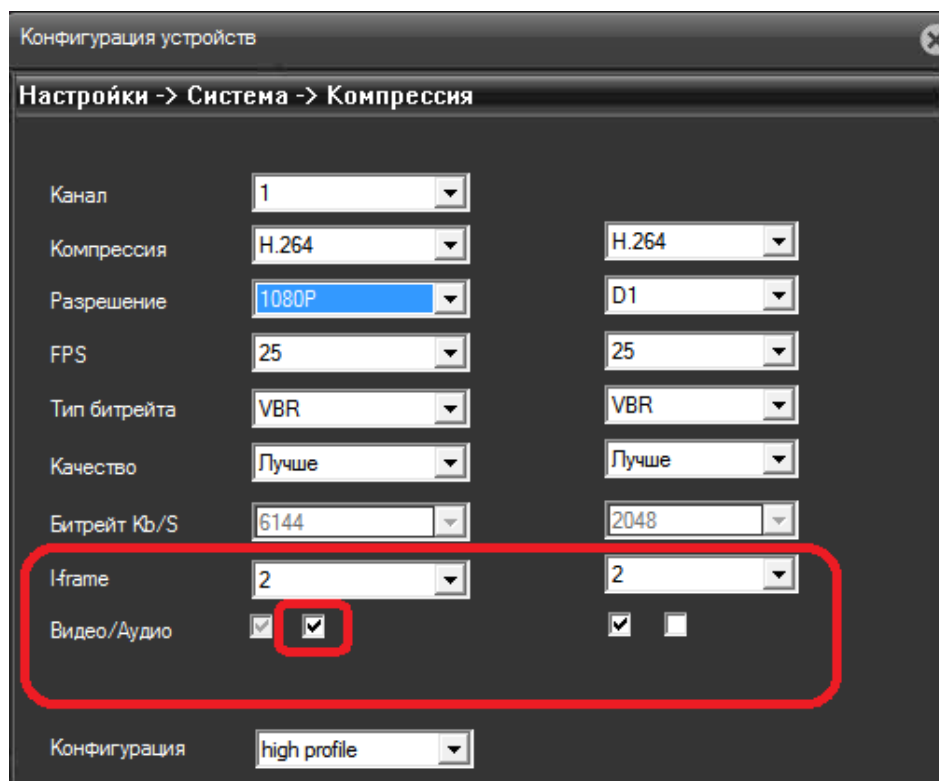 Конфигурация устройств
Настройки -> Система -> Компрессия
Канал 1
Компрессия H.264 H.264
Разрешение 1080P D1
FPS 25 25
Тип битрейта VBR VBR
Качество Лучше Лучше
Битрейт Kb/S 6144 2048
I-frame 2 2
Видео/Аудио
Конфигурация high profile